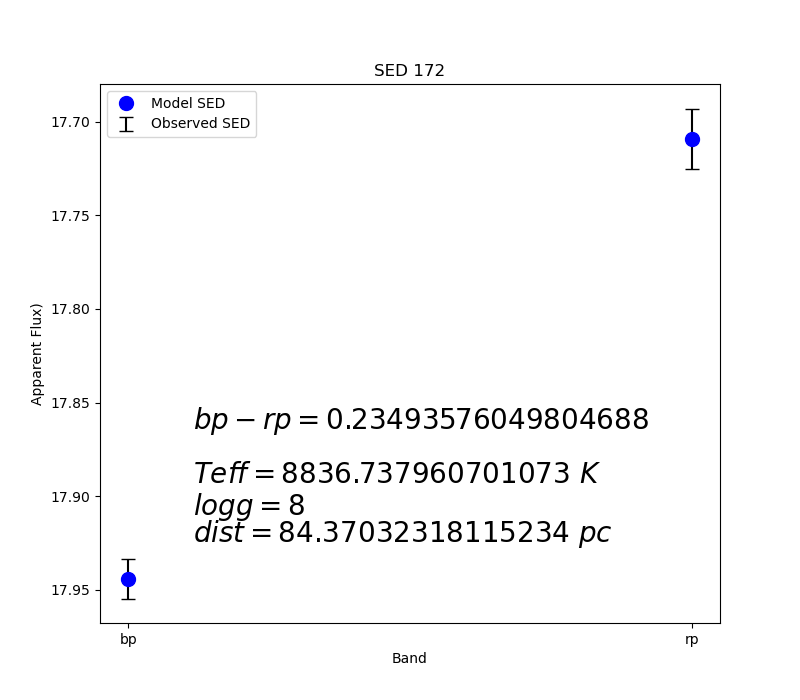 SED 172
Model SED
Observed SED
17.70
17.75
17.80
17.85
17.90
17.95
Apparent Flux)
bp − rp = 0.23493576049804688
Teff = 8836.737960701073 K
logg = 8
dist = 84.37032318115234 pc
bp
rp
Band